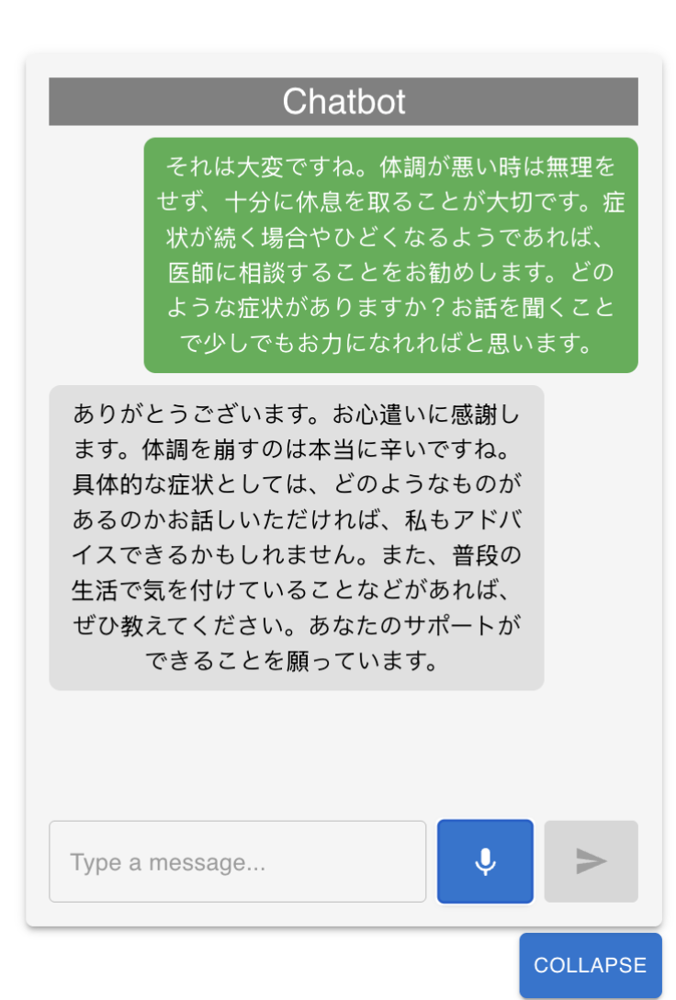 Chatbot
それは大変ですね。体調が悪い時は無理を
せず、十分に休息を取ることが大切です。症
状が続く場合やひどくなるようであれば、
医師に相談することをお勧めします。どの
ような症状がありますか？お話を聞くこと
で少しでもお力になれればと思います。
ありがとうございます。お心遣いに感謝し
ます。体調を崩すのは本当に辛いですね。
具体的な症状としては、どのようなものが
あるのかお話しいただければ、私もアドバ
イスできるかもしれません。また、普段の
生活で気を付けていることなどがあれば、
ぜひ教えてください。あなたのサポートが
できることを願っています。
Type a message...
COLLAPSE